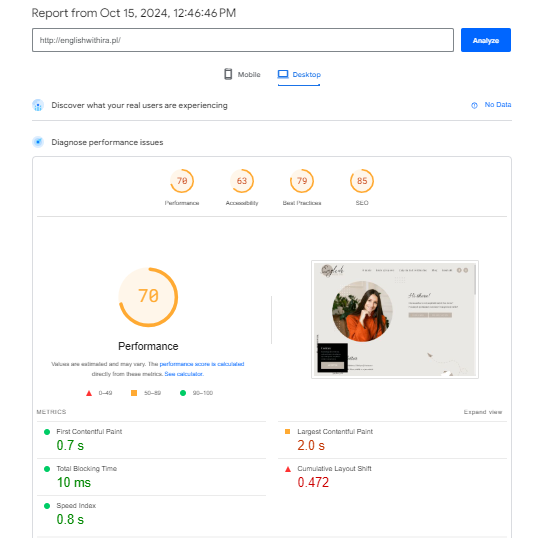 Report from Oct 15, 2024, 12:46:46 PM
http://englishwithira.pl/
Analyze
Mobile Desktop
Discover what your real users are experiencing
No Data
Diagnose performance issues
70 63 79 85
Performance Accessibility Best Practices SEO
70
Performance
Values are estimated and may vary. The performance score is calculated
directly from these metrics. See calculator.
0–49 50–89 90–100
Hi there!
METRICS
Expand view
First Contentful Paint
0.7 s
Largest Contentful Paint
2.0 s
Total Blocking Time
10 ms
Cumulative Layout Shift
0.472
Speed Index
0.8 s